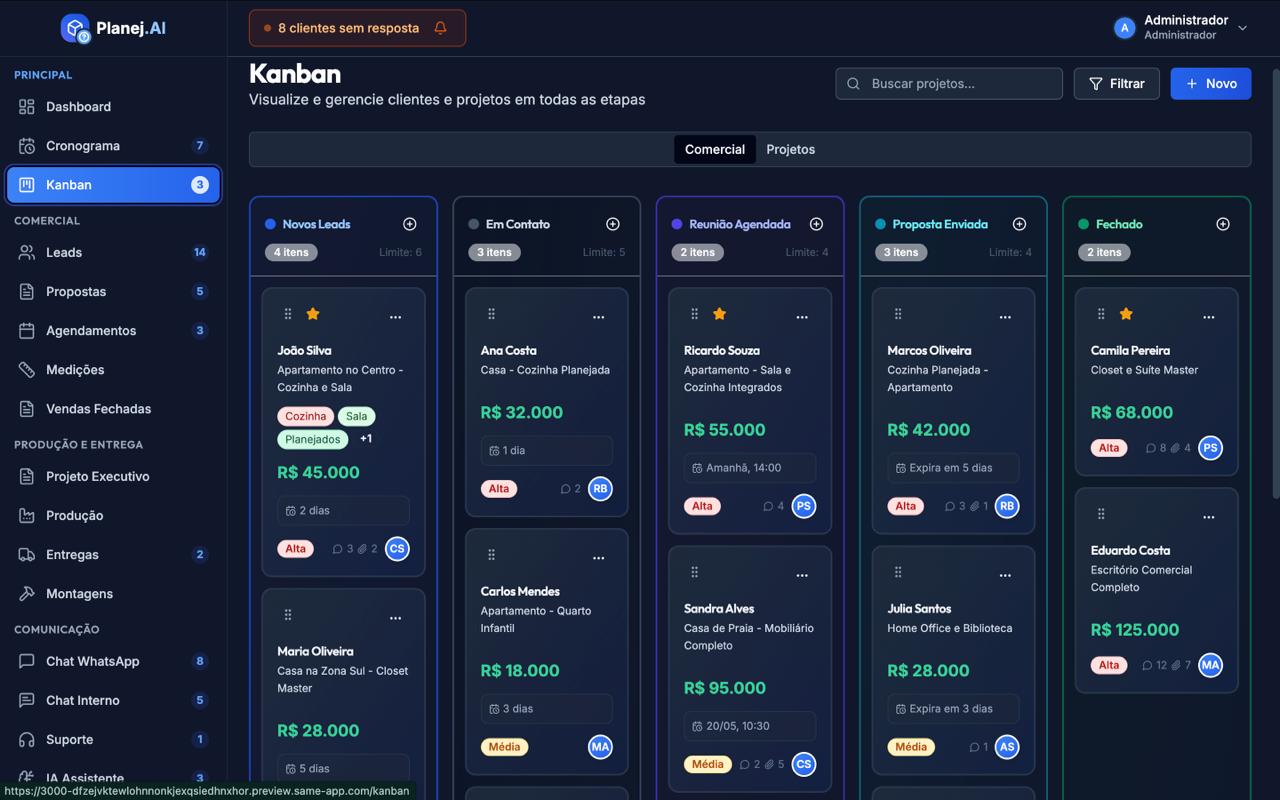 Planej.AI
8 clientes sem resposta
A
Administrador
Administrador
PRINCIPAL
Dashboard
Cronograma 7
Kanban 3
COMERCIAL
Leads 14
Propostas 5
Agendamentos 3
Medições
Vendas Fechadas
PRODUÇÃO E ENTREGA
Projeto Executivo
Produção
Entregas 2
Montagens
COMUNICAÇÃO
Chat WhatsApp 8
Chat Interno 5
Suporte 1
IA Assistente 3
https://3000-dfzejvktewlohnnonkjexqsiedhnxhor.preview.same-app.com/kanban
Kanban
Visualize e gerencie clientes e projetos em todas as etapas
Buscar projetos...
Filtrar
+ Novo
Comercial Projetos
Novos Leads
4 itens Limite: 6
João Silva
Apartamento no Centro -
Cozinha e Sala
Cozinha Sala
Planejados +1
R$ 45.000
2 dias
Alta 3 2 CS
Maria Oliveira
Casa na Zona Sul - Closet
Master
R$ 28.000
5 dias
Em Contato
3 itens Limite: 5
Ana Costa
Casa - Cozinha Planejada
R$ 32.000
1 dia
Alta 2 RB
Carlos Mendes
Apartamento - Quarto
Infantil
R$ 18.000
3 dias
Média MA
Reunião Agendada
2 itens Limite: 4
Ricardo Souza
Apartamento - Sala e
Cozinha Integrados
R$ 55.000
Amanhã, 14:00
Alta 4 PS
Sandra Alves
Casa de Praia - Mobiliário
Completo
R$ 95.000
20/05, 10:30
Média 2 5 CS
Proposta Enviada
3 itens Limite: 4
Marcos Oliveira
Cozinha Planejada -
Apartamento
R$ 42.000
Expira em 5 dias
Alta 3 1 RB
Julia Santos
Home Office e Biblioteca
R$ 28.000
Expira em 3 dias
Média 1 AS
Fechado
2 itens
Camila Pereira
Closet e Suíte Master
R$ 68.000
Alta 8 4 PS
Eduardo Costa
Escritório Comercial
Completo
R$ 125.000
Alta 12 7 MA